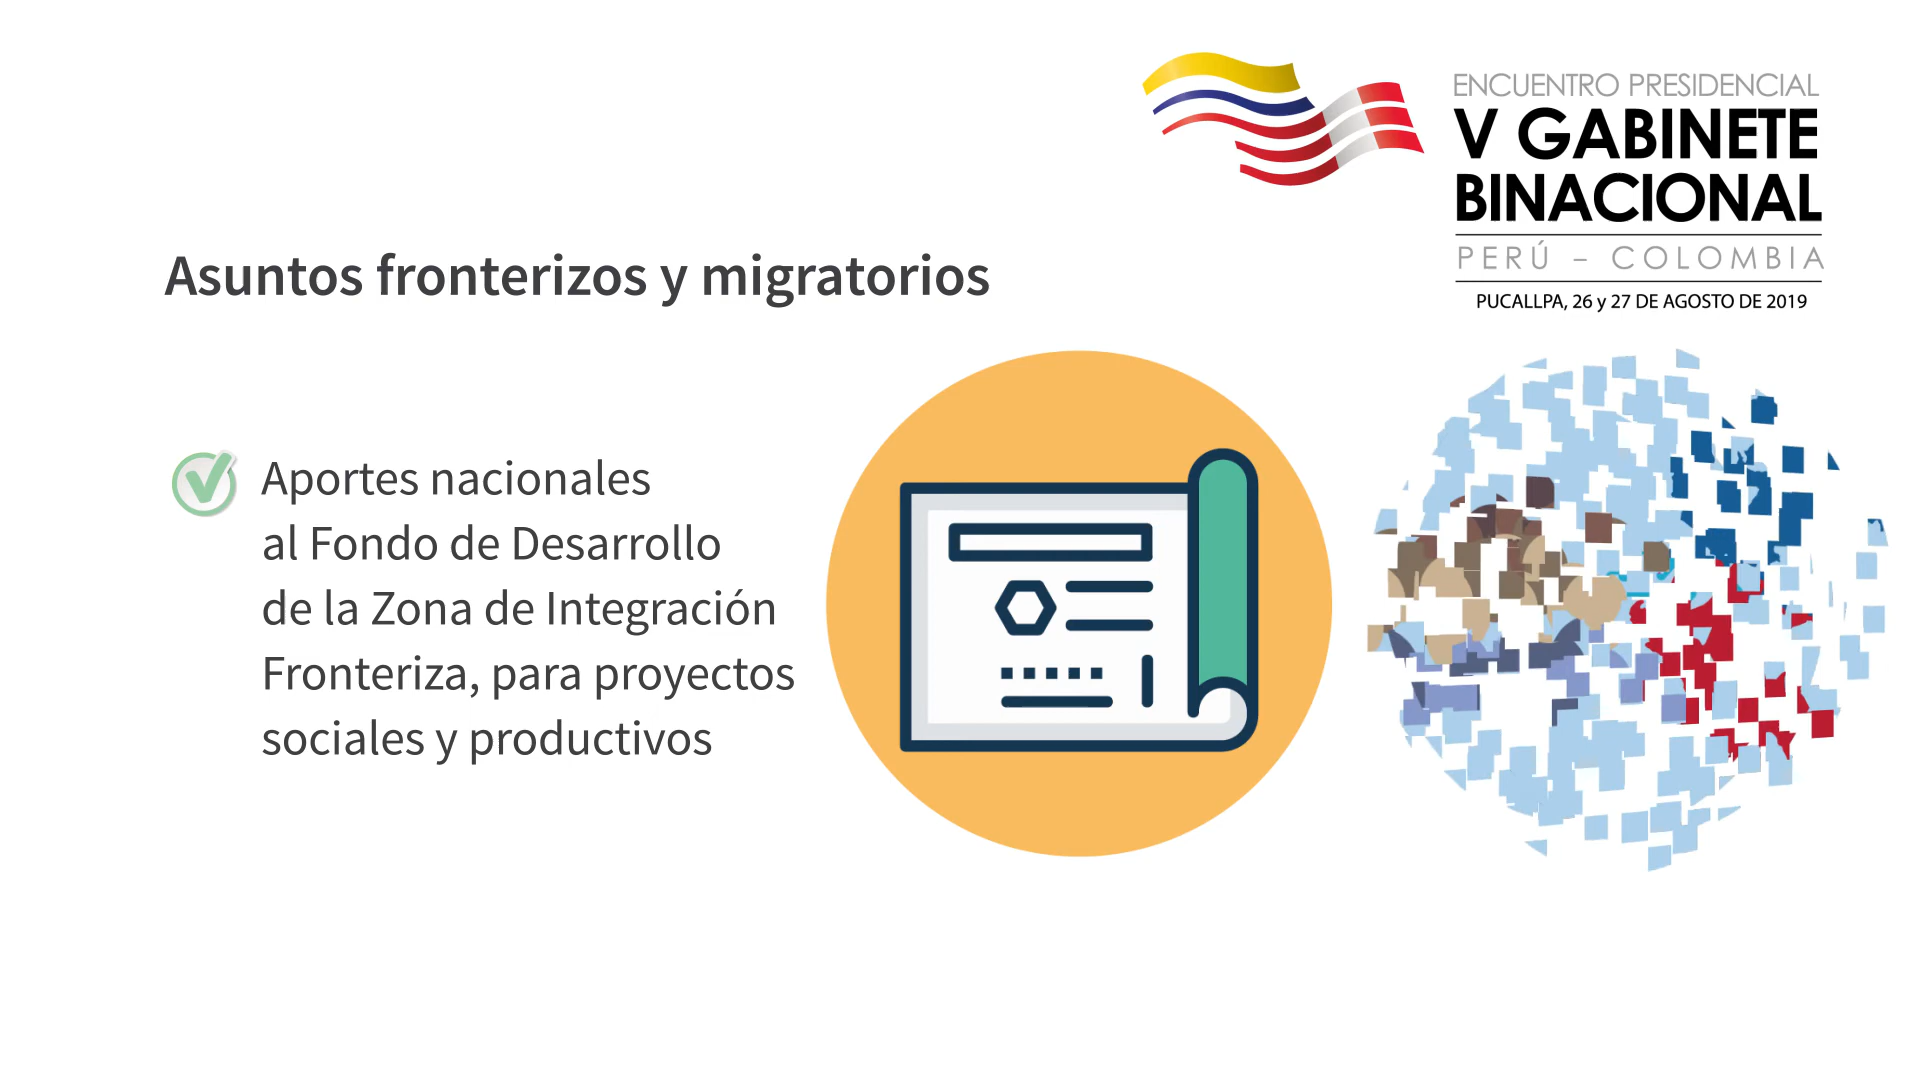 ENCUENTRO PRESIDENCIAL
V GABINETE
BINACIONAL
PERÚ – COLOMBIA
PUCALLPA, 26 y 27 DE AGOSTO DE 2019
Asuntos fronterizos y migratorios
Aportes nacionales
al Fondo de Desarrollo
de la Zona de Integración
Fronteriza, para proyectos
sociales y productivos